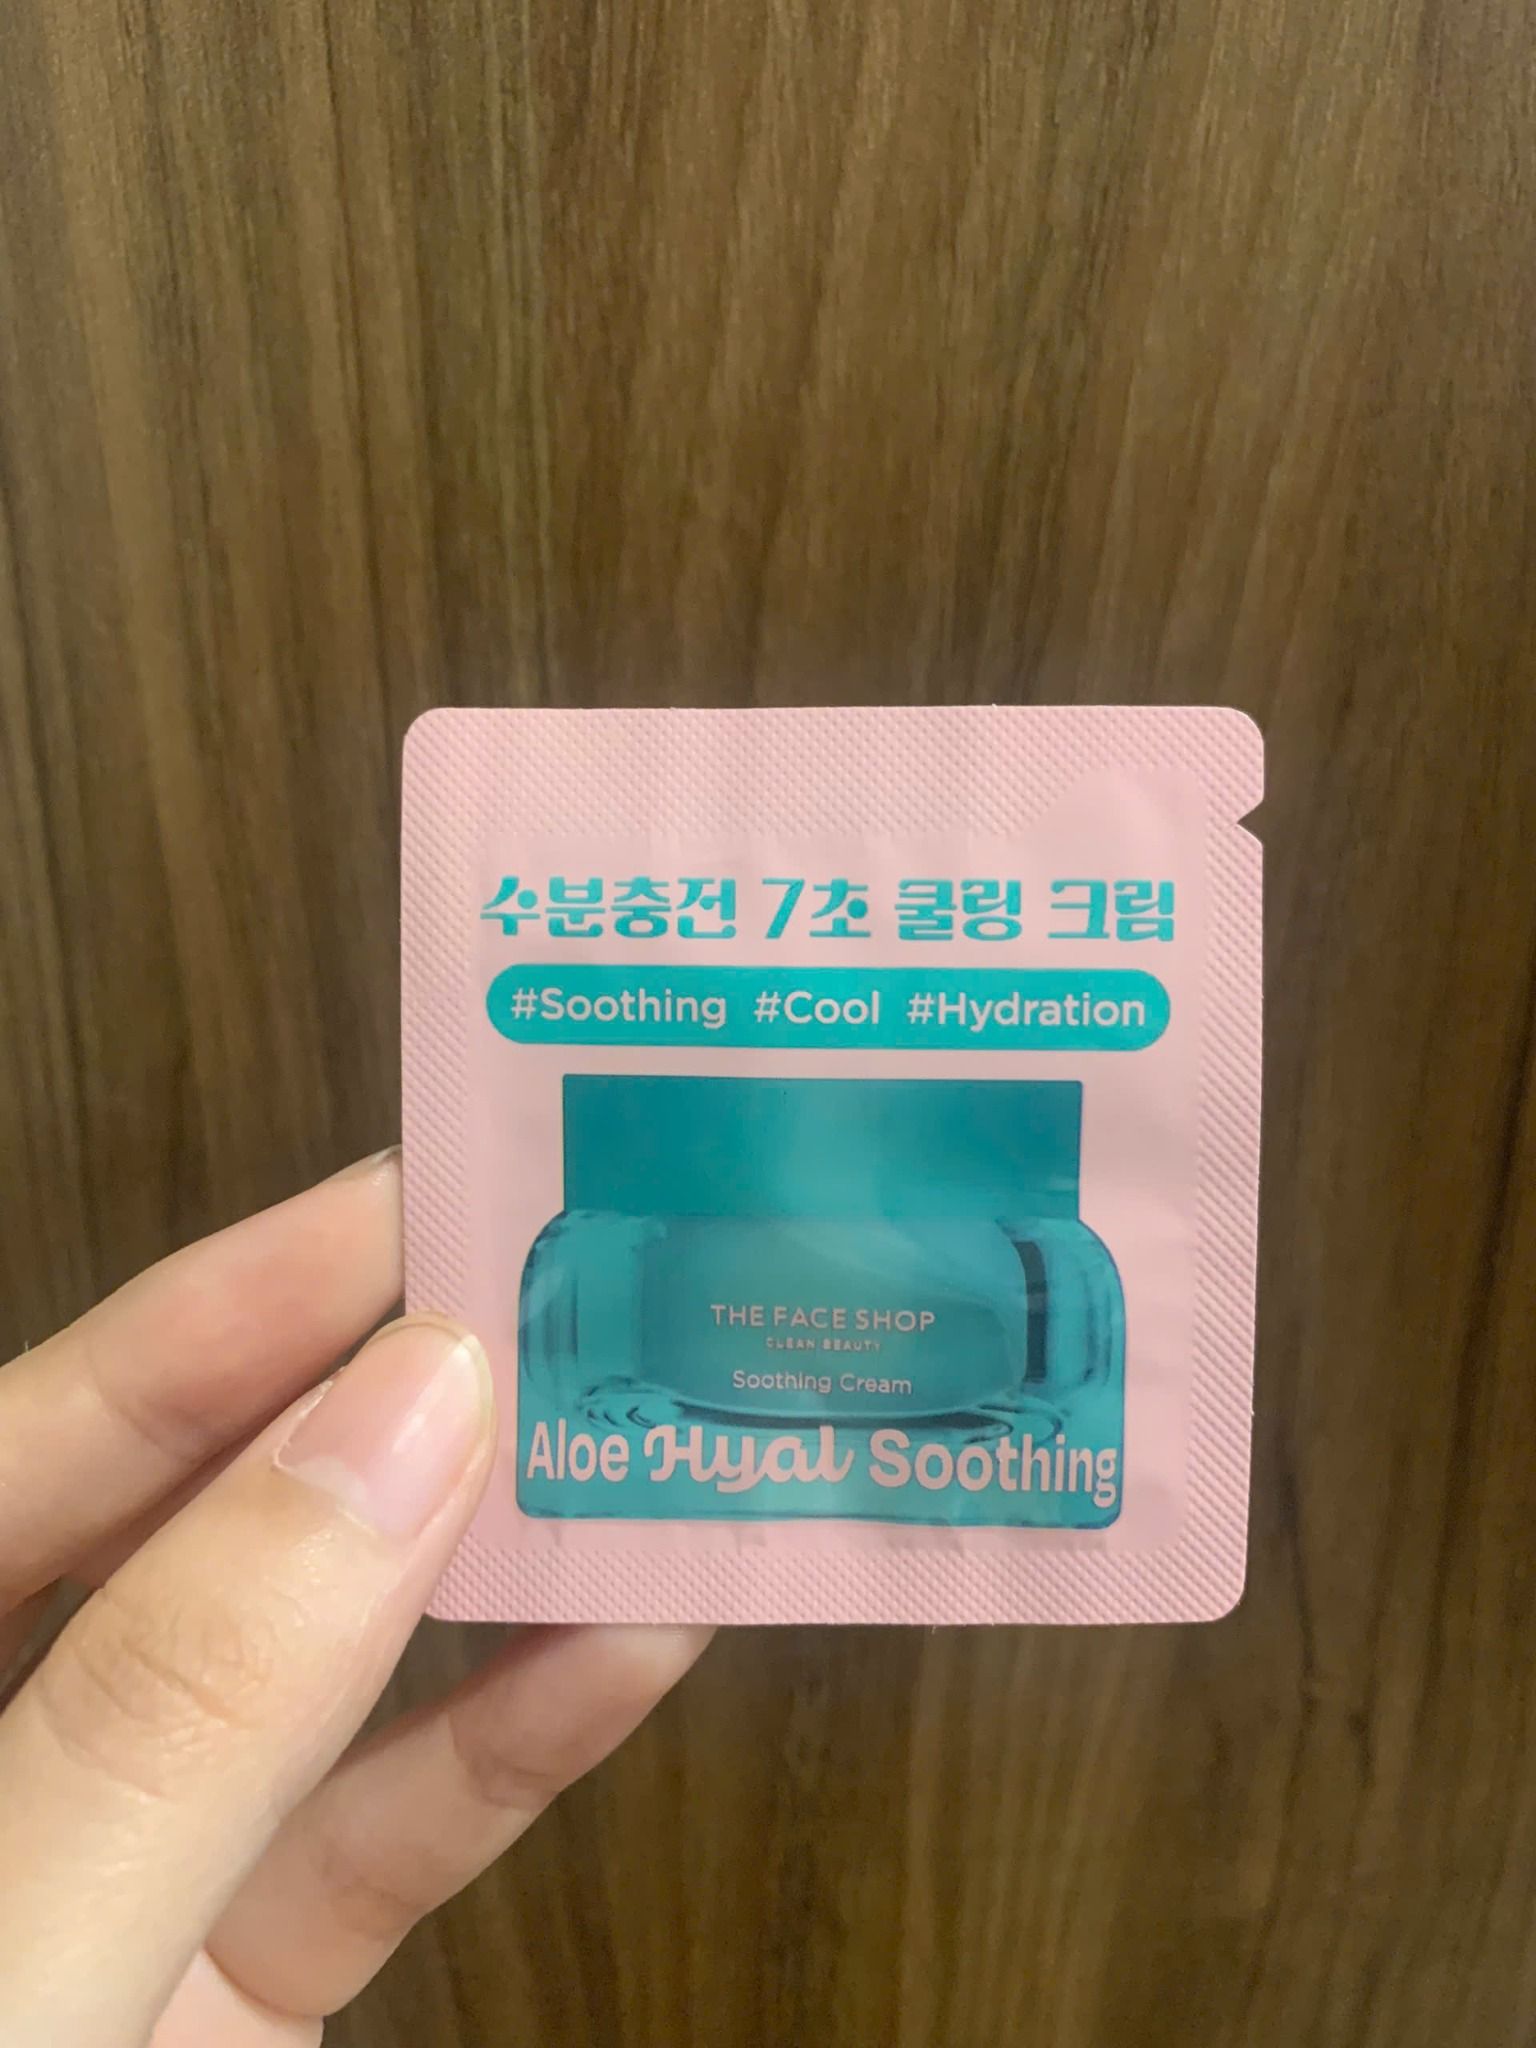 수분충전 7초 쿨링 크림
#Soothing #Cool #Hydration
THE FACE SHOP
CLEAN BEAUTY
Soothing Cream
Aloe Hyal Soothing